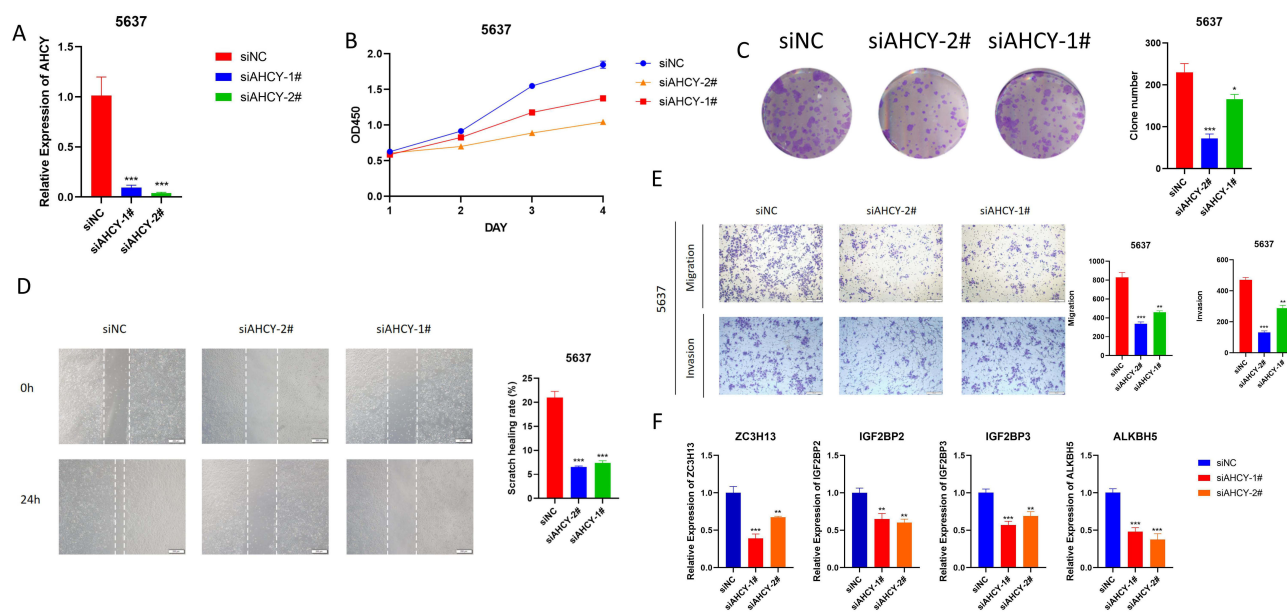 A
5637
Relative Expression of AHCY
1.5
1.0
0.5
0.0
siNC
siAHCY-1#
siAHCY-2#
***
***
siNC
siAHCY-1#
siAHCY-2#
B
5637
OD450
2.0
1.5
1.0
0.5
0.0
1
2
3
4
DAY
siNC
siAHCY-2#
siAHCY-1#
C
siNC
siAHCY-2#
siAHCY-1#
5637
Clone number
300
200
100
0
***
*
siNC
siAHCY-2#
siAHCY-1#
D
siNC
siAHCY-2#
siAHCY-1#
0h
24h
5637
Scratch healing rate (%)
25
20
15
10
5
0
***
***
siNC
siAHCY-2#
siAHCY-1#
E
siNC
siAHCY-2#
siAHCY-1#
5637
Migration
Invasion
5637
Migration
1000
800
600
400
200
0
***
**
siNC
siAHCY-2#
siAHCY-1#
5637
Invasion
600
400
200
0
***
**
siNC
siAHCY-2#
siAHCY-1#
F
ZC3H13
Relative Expression of ZC3H13
1.5
1.0
0.5
0.0
***
**
siNC
siAHCY-1#
siAHCY-2#
IGF2BP2
Relative Expression of IGF2BP2
1.5
1.0
0.5
0.0
**
**
siNC
siAHCY-1#
siAHCY-2#
IGF2BP3
Relative Expression of IGF2BP3
1.5
1.0
0.5
0.0
***
**
siNC
siAHCY-1#
siAHCY-2#
ALKBH5
Relative Expression of ALKBH5
1.5
1.0
0.5
0.0
***
***
siNC
siAHCY-1#
siAHCY-2#
siNC
siAHCY-1#
siAHCY-2#